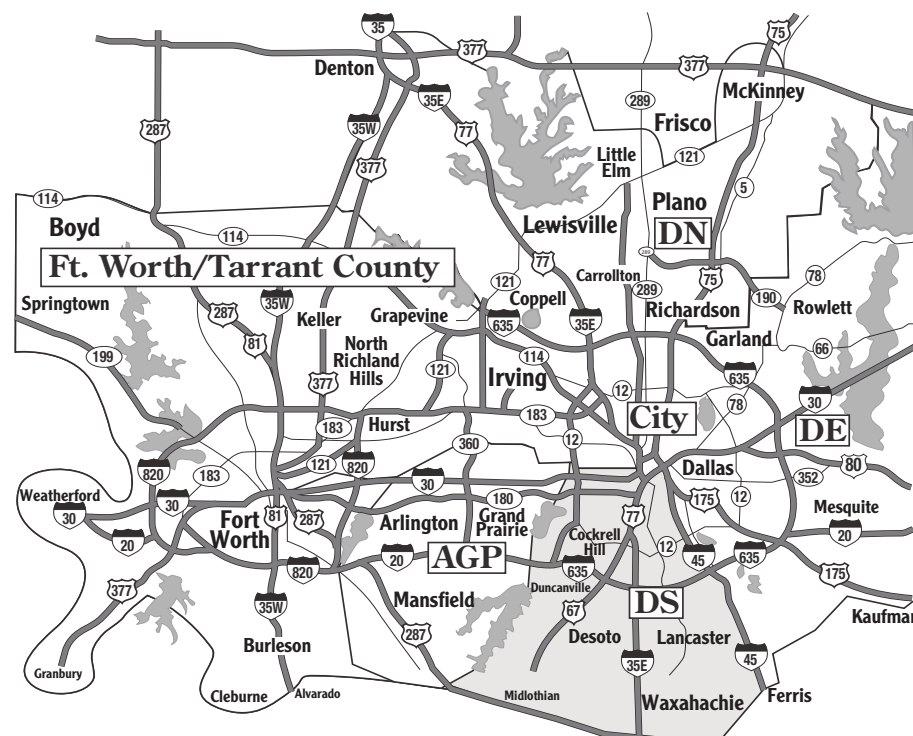 35
377
Denton
75
377
McKinney
35E
289
287
35W
77
Frisco
121
377
Little
Elm
5
114
Boyd
114
Plano
DN
Lewisville
77
289
78
Ft. Worth/Tarrant County
121
Carrollton
289
75
Springtown
35W
Coppell
190
Rowlett
287
Keller
Grapevine
635
35E
Richardson
81
North
Richland
Hills
Garland
66
199
114
121
Irving
635
377
12
30
183
City
78
DE
Hurst
183
360
12
820
183
121
820
Dallas
80
Weatherford
30
30
352
180
175
12
30
81
287
Arlington
Grand
Prairie
77
Mesquite
20
Fort
Worth
Cockrell
Hill
12
20
820
20
AGP
635
45
635
377
Duncanville
175
35W
Mansfield
67
DS
Kaufman
287
Desoto
Lancaster
Burleson
Granbury
35E
45
Cleburne
Alvarado
Midlothian
Waxahachie
Ferris